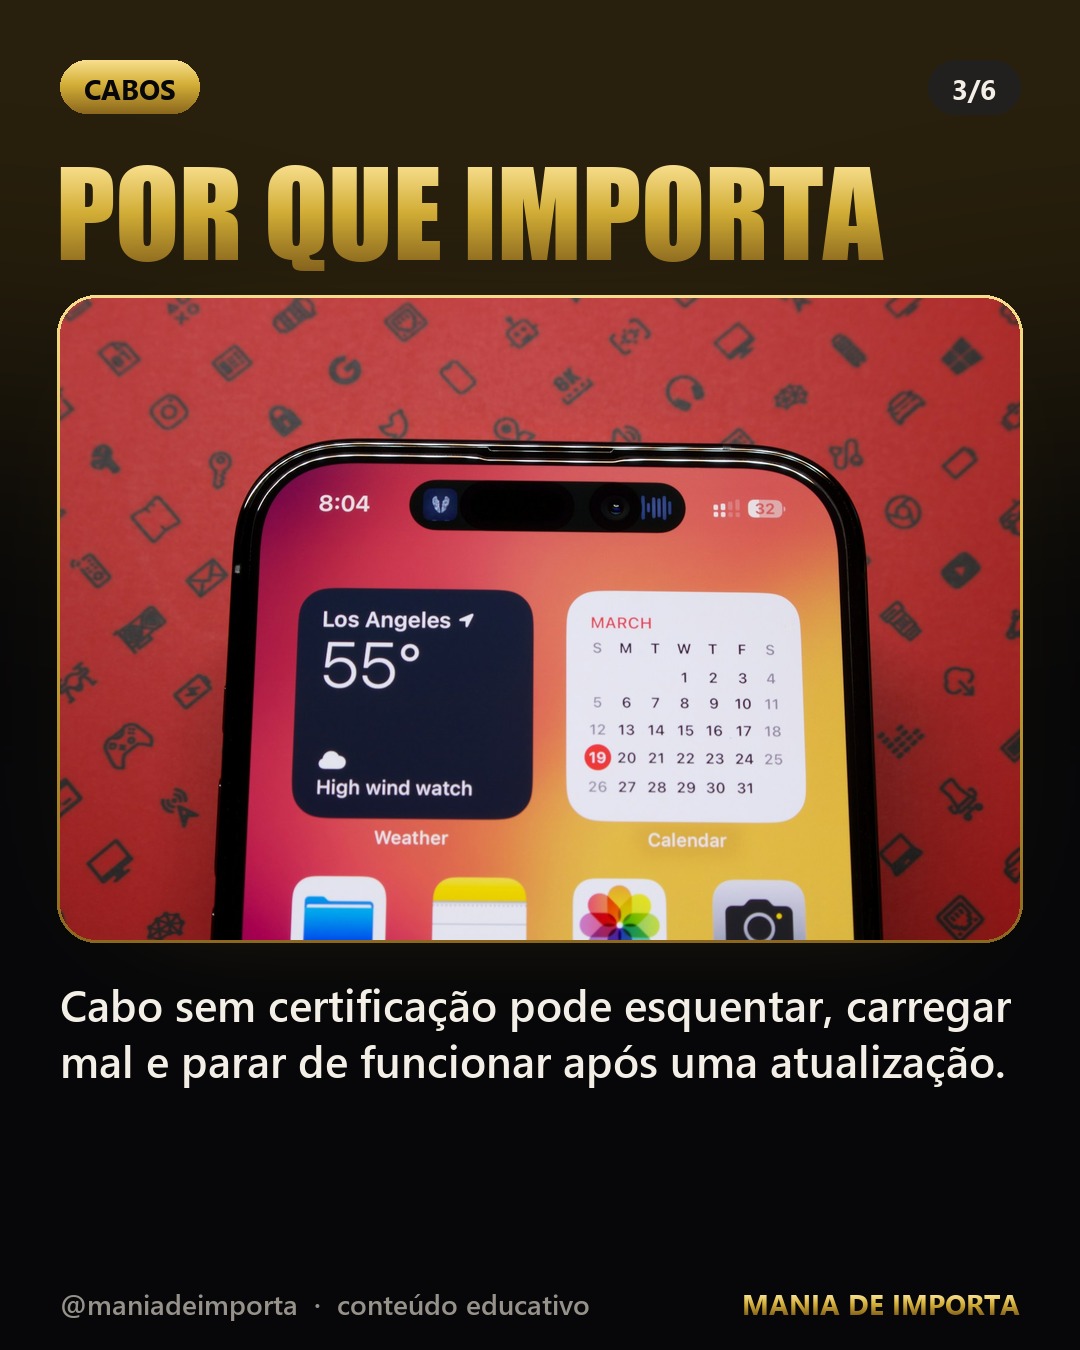 CABOS
3/6
POR QUE IMPORTA
8K
8:04
32
Los Angeles
55°
High wind watch
Weather
MARCH
S M T W T F S
1 2 3 4
5 6 7 8 9 10 11
12 13 14 15 16 17 18
19 20 21 22 23 24 25
26 27 28 29 30 31
Calendar
Cabo sem certificação pode esquentar, carregar
mal e parar de funcionar após uma atualização.
@maniadeimporta · conteúdo educativo
MANIA DE IMPORTA